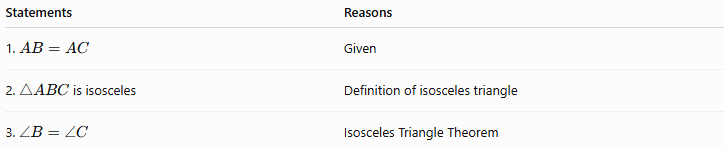 Statements Reasons
1. AB = AC Given
2. △ABC is isosceles Definition of isosceles triangle
3. ∠B = ∠C Isosceles Triangle Theorem